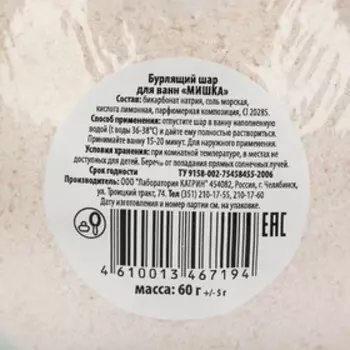 Бурлящий шар
для ванн «МИШКА»
Состав: бикарбонат натрия, соль морская,
кислота лимонная, парфюмерная композиция, CI 20285.
Способ применения: опустите шар в ванну наполненную
водой (t воды 36-38°С) и дайте ему полностью раствориться.
Принимайте ванну 15-20 минут. Для наружного применения.
Условия хранения: при комнатной температуре, в местах не
доступных для детей. Беречь от попадания прямых солнечных лучей.
Срок годности
ТУ 9158-002-75458455-2006
Производитель: ООО "Лаборатория КАТРИН" 454082, Россия, г. Челябинск,
ул. Троицкий тракт, 74. Тел (351) 210-17-55, 210-17-60
Дата изготовления и номер партии см. на упаковке.
EAC
4 610013 467194
масса: 60 г +/- 5 г